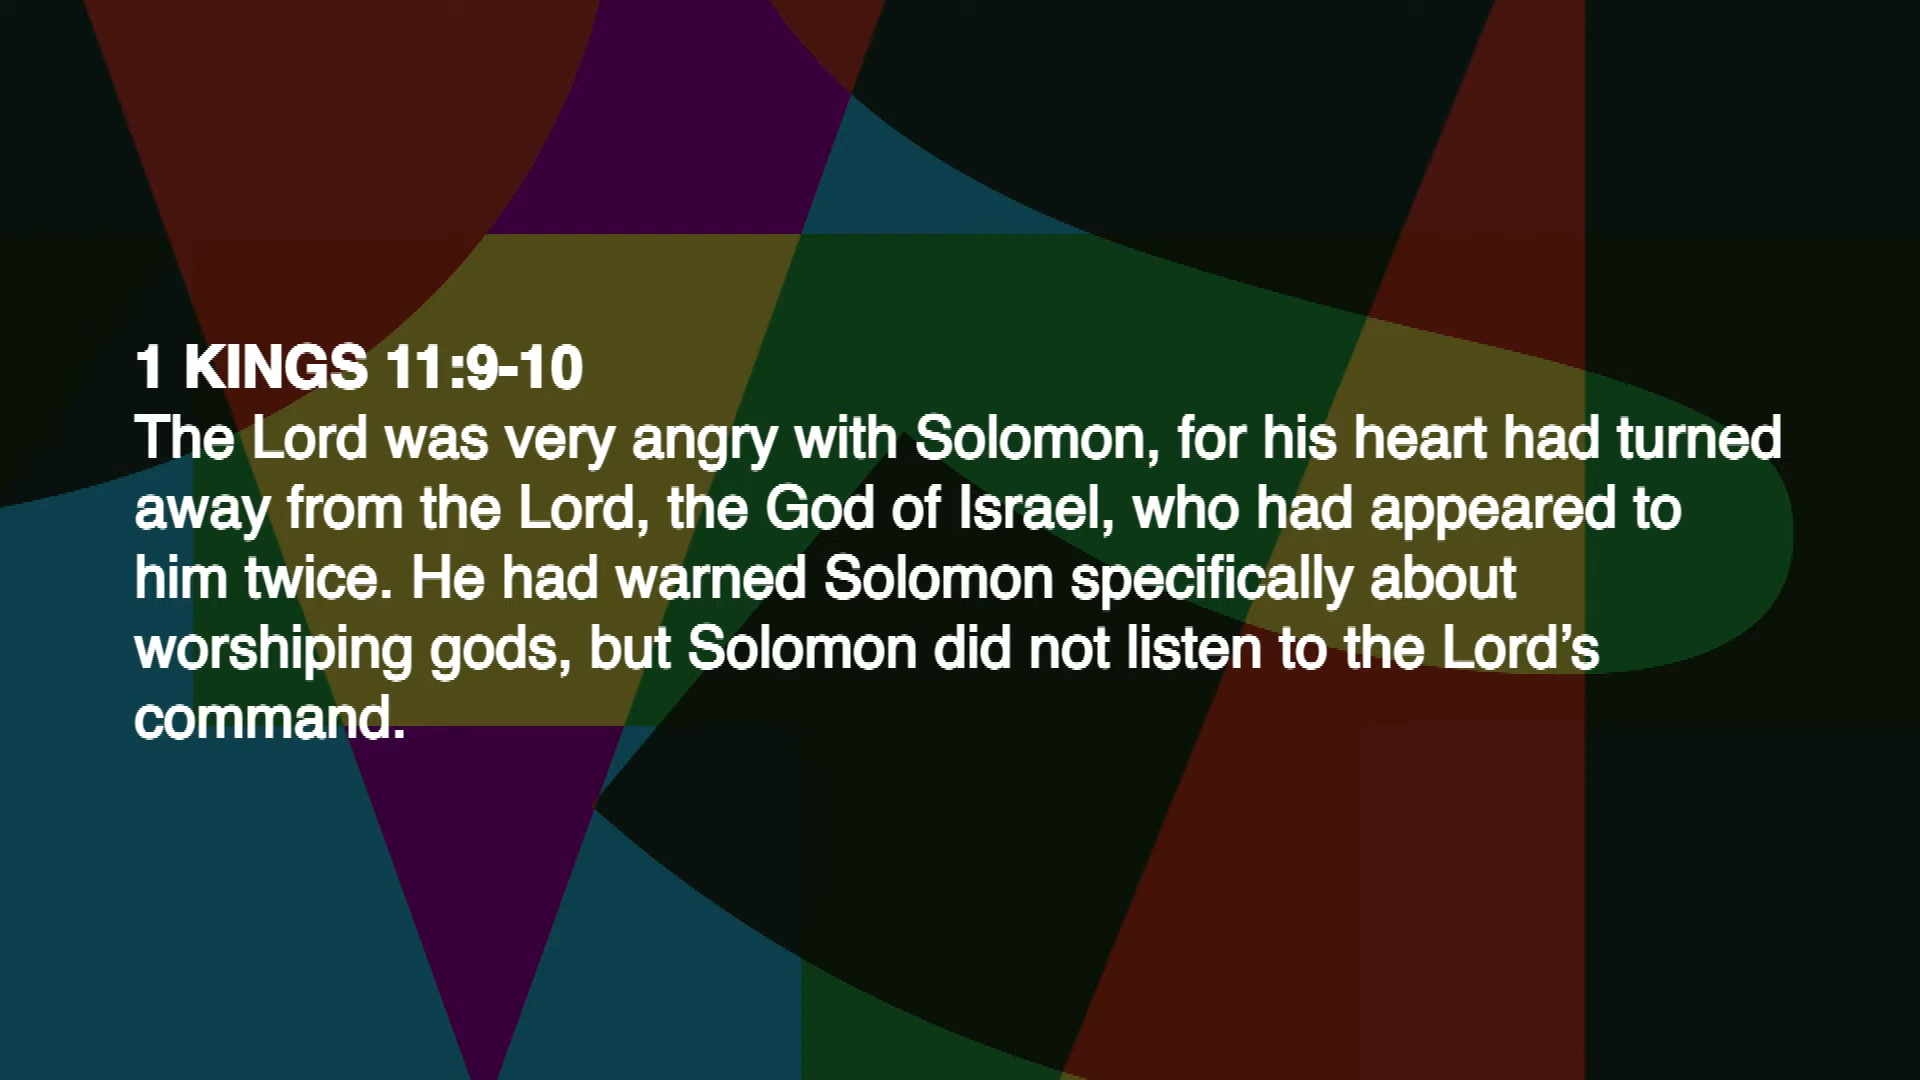 1 KINGS 11:9-10
The Lord was very angry with Solomon, for his heart had turned
away from the Lord, the God of Israel, who had appeared to
him twice. He had warned Solomon specifically about
worshiping gods, but Solomon did not listen to the Lord’s
command.